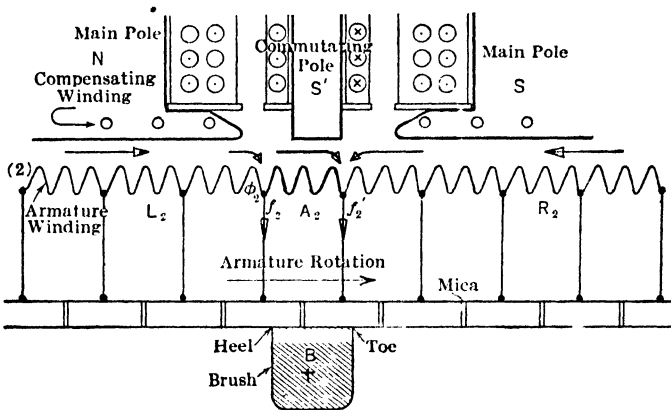 Main Pole
N
Compensating
Winding
Commutating
Pole
S'
Main Pole
S
(2)
Armature
Winding
L₂
ϕ₂
f₂
A₂
f₂'
R₂
Armature Rotation
Mica
Heel
Toc
Brush
B
+